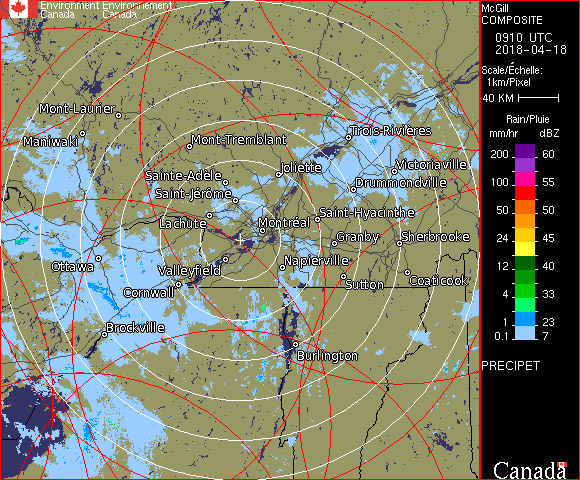 Environment Environnement
Canada Canada
McGill
COMPOSITE
0910 UTC
2018-04-18
Scale/Échelle:
1km/Pixel
40 KM
Rain/Pluie
mm/hr dBZ
200 60
150 57
100 55
50 50
24 45
12 40
4 33
1 23
0.1 7
PRECIPET
Canada
Mont-Laurier
Maniwaki
Mont-Tremblant
Trois-Rivières
Joliette
Victoriaville
Sainte-Adèle
Drummondville
Saint-Jérôme
Saint-Hyacinthe
Lachute
Montréal
Granby
Sherbrooke
Ottawa
Valleyfield
Napierville
Sutton
Coaticook
Cornwall
Brockville
Burlington